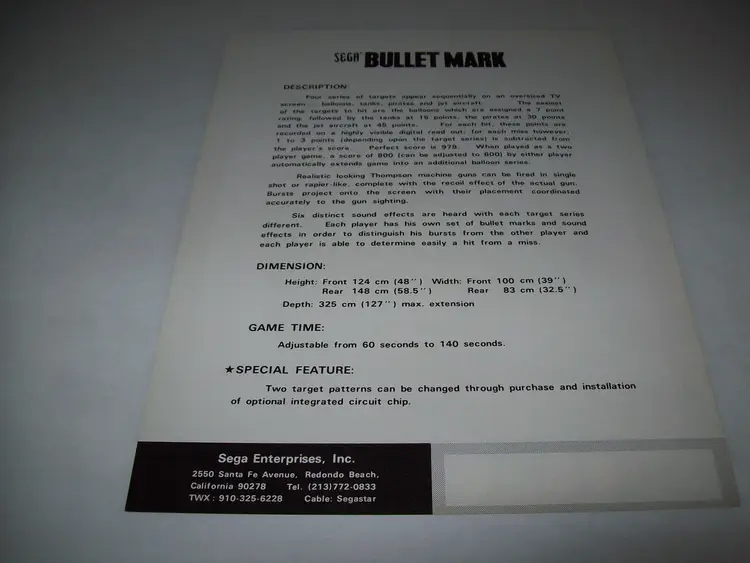 SEGA® BULLET MARK
DESCRIPTION
Four series of targets appear sequentially on an oversized TV
screen balloons, tanks, pirates and jet aircraft. The easiest
of the targets to hit are the balloons which are assigned a 7 point
rating, followed by the tanks at 15 points, the pirates at 30 points
and the jet aircraft at 45 points. For each hit, these points are
recorded on a highly visible digital read out; for each miss however,
1 to 3 points (depending upon the target series) is subtracted from
the player's score. Perfect score is 978. When played as a two
player game, a score of 800 (can be adjusted to 600) by either player
automatically extends game into an additional balloon series.
Realistic looking Thompson machine guns can be fired in single
shot or rapier-like, complete with the recoil effect of the actual gun.
Bursts project onto the screen with their placement coordinated
accurately to the gun sighting.
Six distinct sound effects are heard with each target series
different. Each player has his own set of bullet marks and sound
effects in order to distinguish his bursts from the other player and
each player is able to determine easily a hit from a miss.
DIMENSION:
Height: Front 124 cm (48'') Width: Front 100 cm (39'')
Rear 148 cm (58.5'') Rear 83 cm (32.5'')
Depth: 325 cm (127'') max. extension
GAME TIME:
Adjustable from 60 seconds to 140 seconds.
★SPECIAL FEATURE:
Two target patterns can be changed through purchase and installation
of optional integrated circuit chip.
Sega Enterprises, Inc.
2550 Santa Fe Avenue, Redondo Beach,
California 90278 Tel. (213)772-0833
TWX : 910-325-6228 Cable: Segastar